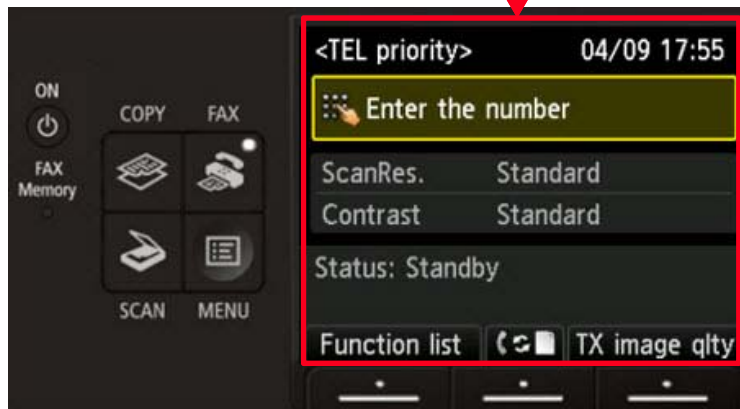 ON
COPY FAX
FAX
Memory
SCAN MENU
<TEL priority> 04/09 17:55
Enter the number
ScanRes. Standard
Contrast Standard
Status: Standby
Function list TX image qlty